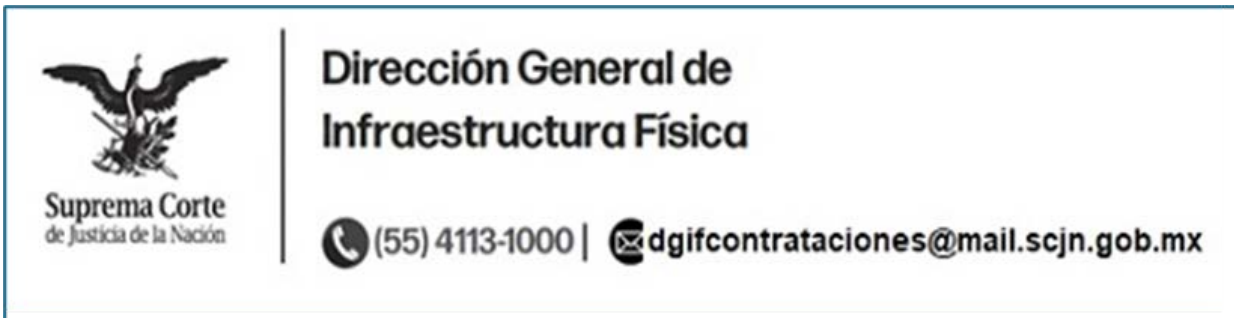 Suprema Corte
de Justicia de la Nación
Dirección General de
Infraestructura Física
(55) 4113-1000 | dgifcontrataciones@mail.scjn.gob.mx